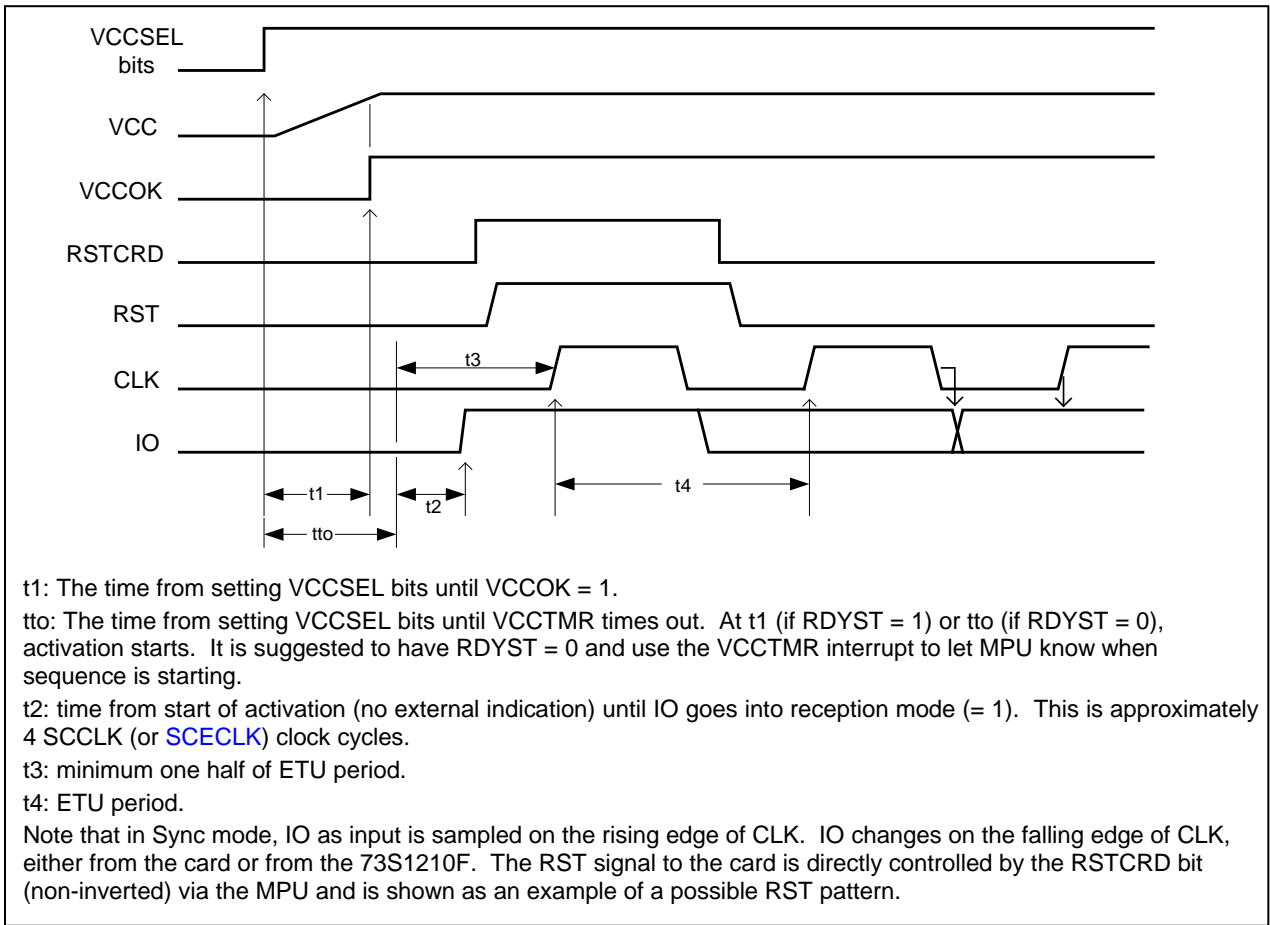 VCCSEL
bits
VCC
VCCOK
RSTCRD
RST
t3
CLK
IO
t1
t2
t4
tto
t1: The time from setting VCCSEL bits until VCCOK = 1.
tto: The time from setting VCCSEL bits until VCCTMR times out. At t1 (if RDYST = 1) or tto (if RDYST = 0),
activation starts. It is suggested to have RDYST = 0 and use the VCCTMR interrupt to let MPU know when
sequence is starting.
t2: time from start of activation (no external indication) until IO goes into reception mode (= 1). This is approximately
4 SCCLK (or SCECLK) clock cycles.
t3: minimum one half of ETU period.
t4: ETU period.
Note that in Sync mode, IO as input is sampled on the rising edge of CLK. IO changes on the falling edge of CLK,
either from the card or from the 73S1210F. The RST signal to the card is directly controlled by the RSTCRD bit
(non-inverted) via the MPU and is shown as an example of a possible RST pattern.